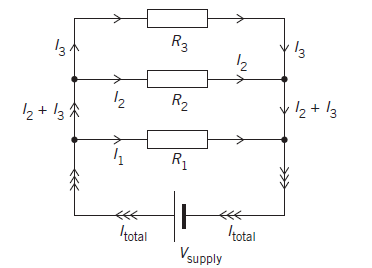 R₃
I₃
I₃
I₂
I₂
R₂
I₂ + I₃
I₂ + I₃
I₁
R₁
Iₜₒₜₐₗ
Iₜₒₜₐₗ
Vsupply